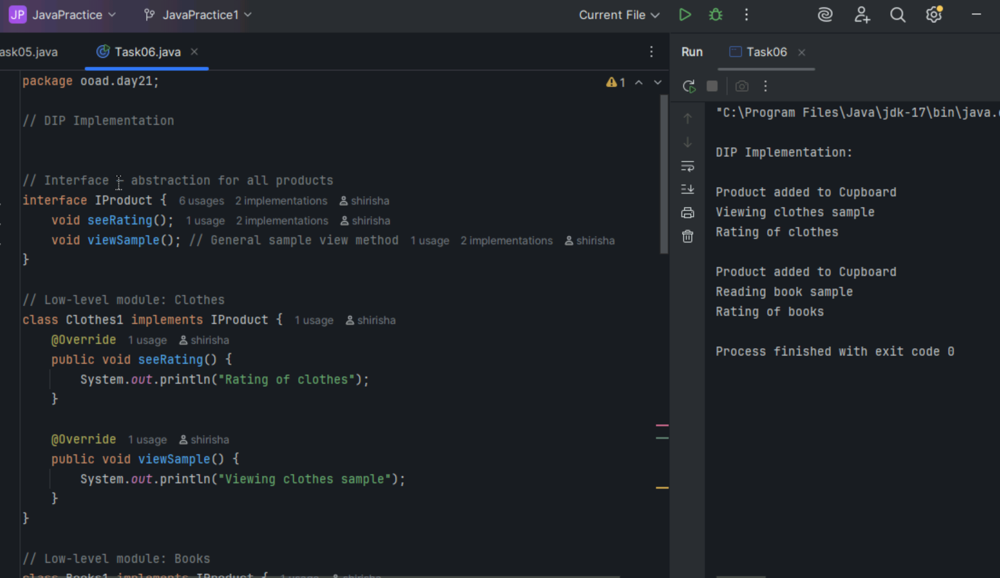 JP JavaPractice JavaPractice1 Current File
ask05.java Task06.java Run Task06
package ooad.day21; 1
// DIP Implementation
// Interface - abstraction for all products
interface IProduct { 6 usages 2 implementations shirisha
void seeRating(); 1 usage 2 implementations shirisha
void viewSample(); // General sample view method 1 usage 2 implementations shirisha
}
// Low-level module: Clothes
class Clothes1 implements IProduct { 1 usage shirisha
@Override 1 usage shirisha
public void seeRating() {
System.out.println("Rating of clothes");
}
@Override 1 usage shirisha
public void viewSample() {
System.out.println("Viewing clothes sample");
}
}
// Low-level module: Books
class Books1 implements IProduct { 1 usage shirisha
"C:\Program Files\Java\jdk-17\bin\java.
DIP Implementation:
Product added to Cupboard
Viewing clothes sample
Rating of clothes
Product added to Cupboard
Reading book sample
Rating of books
Process finished with exit code 0